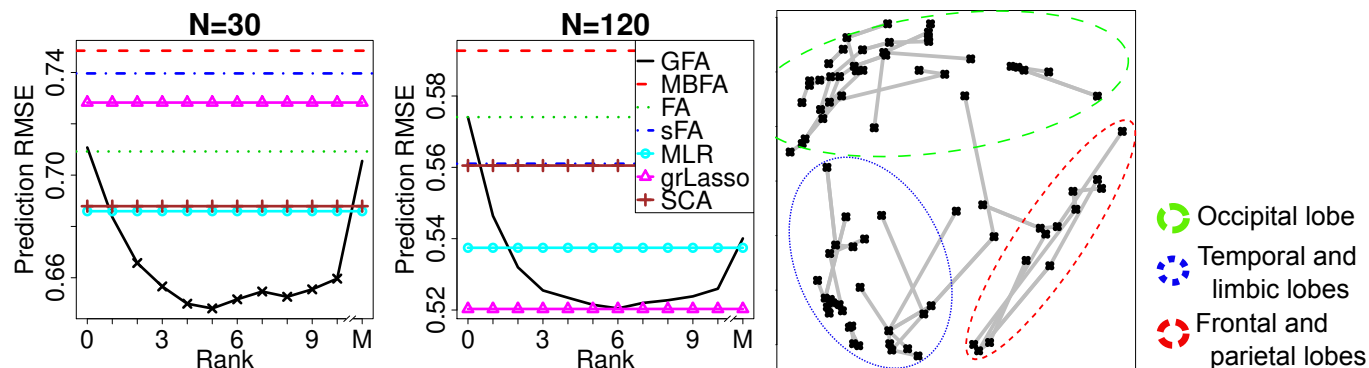 N=30
Prediction RMSE
0.74
0.70
0.66
0 3 6 9 M
Rank
N=120
Prediction RMSE
0.58
0.56
0.54
0.52
0 3 6 9 M
Rank
GFA
MBFA
FA
sFA
MLR
grLasso
SCA
Occipital lobe
Temporal and
limbic lobes
Frontal and
parietal lobes